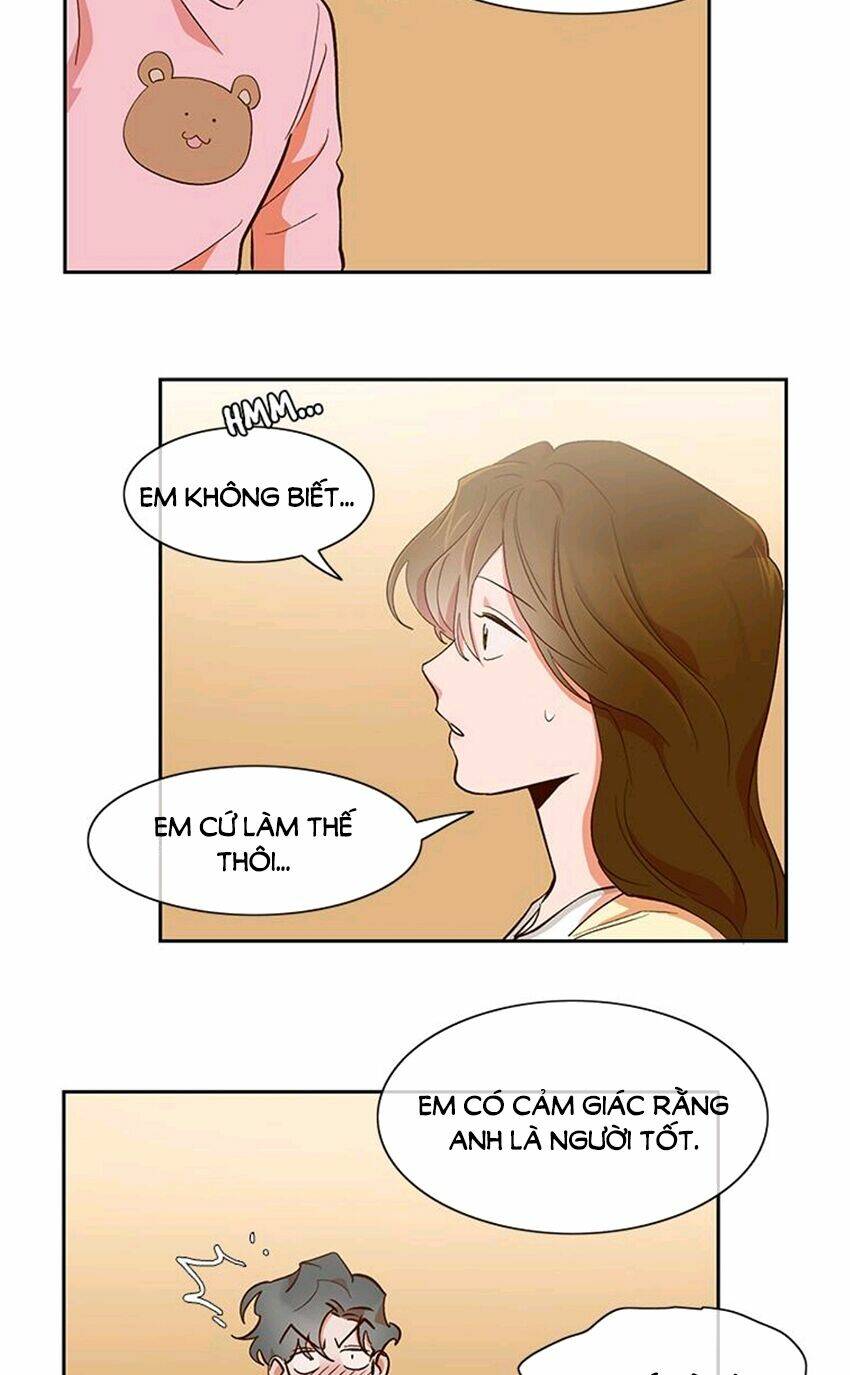 HMM...
EM KHÔNG BIẾT...
EM CỨ LÀM THẾ
THÔI...
EM CÓ CẢM GIÁC RẰNG
ANH LÀ NGƯỜI TỐT.